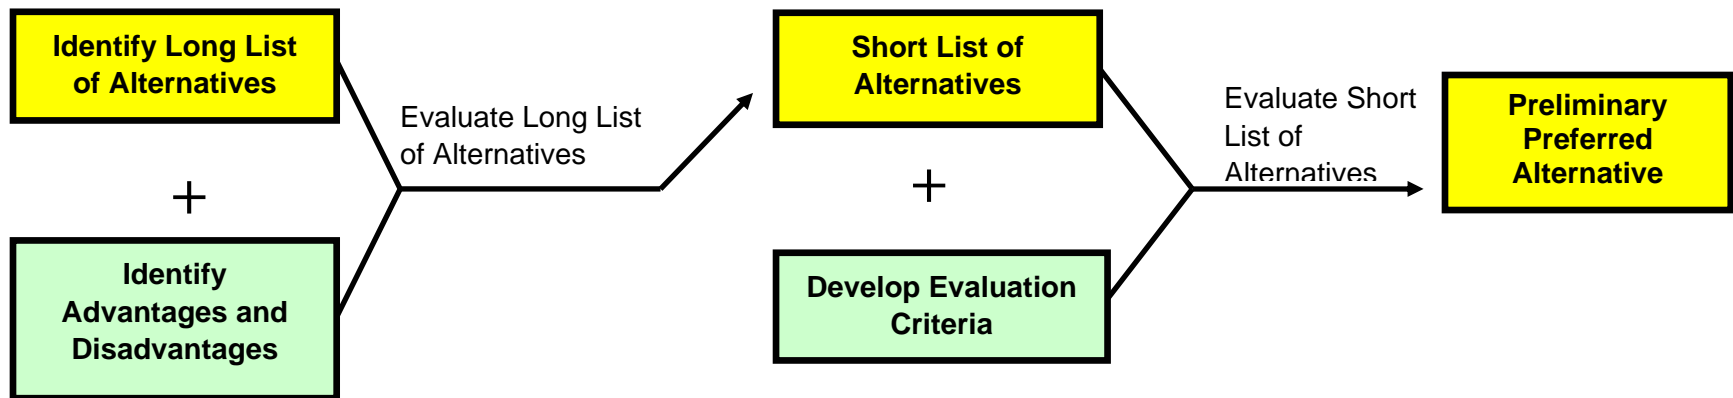 Identify Long List
of Alternatives
+
Identify
Advantages and
Disadvantages
Evaluate Long List
of Alternatives
Short List of
Alternatives
+
Develop Evaluation
Criteria
Evaluate Short
List of
Alternatives
Preliminary
Preferred
Alternative